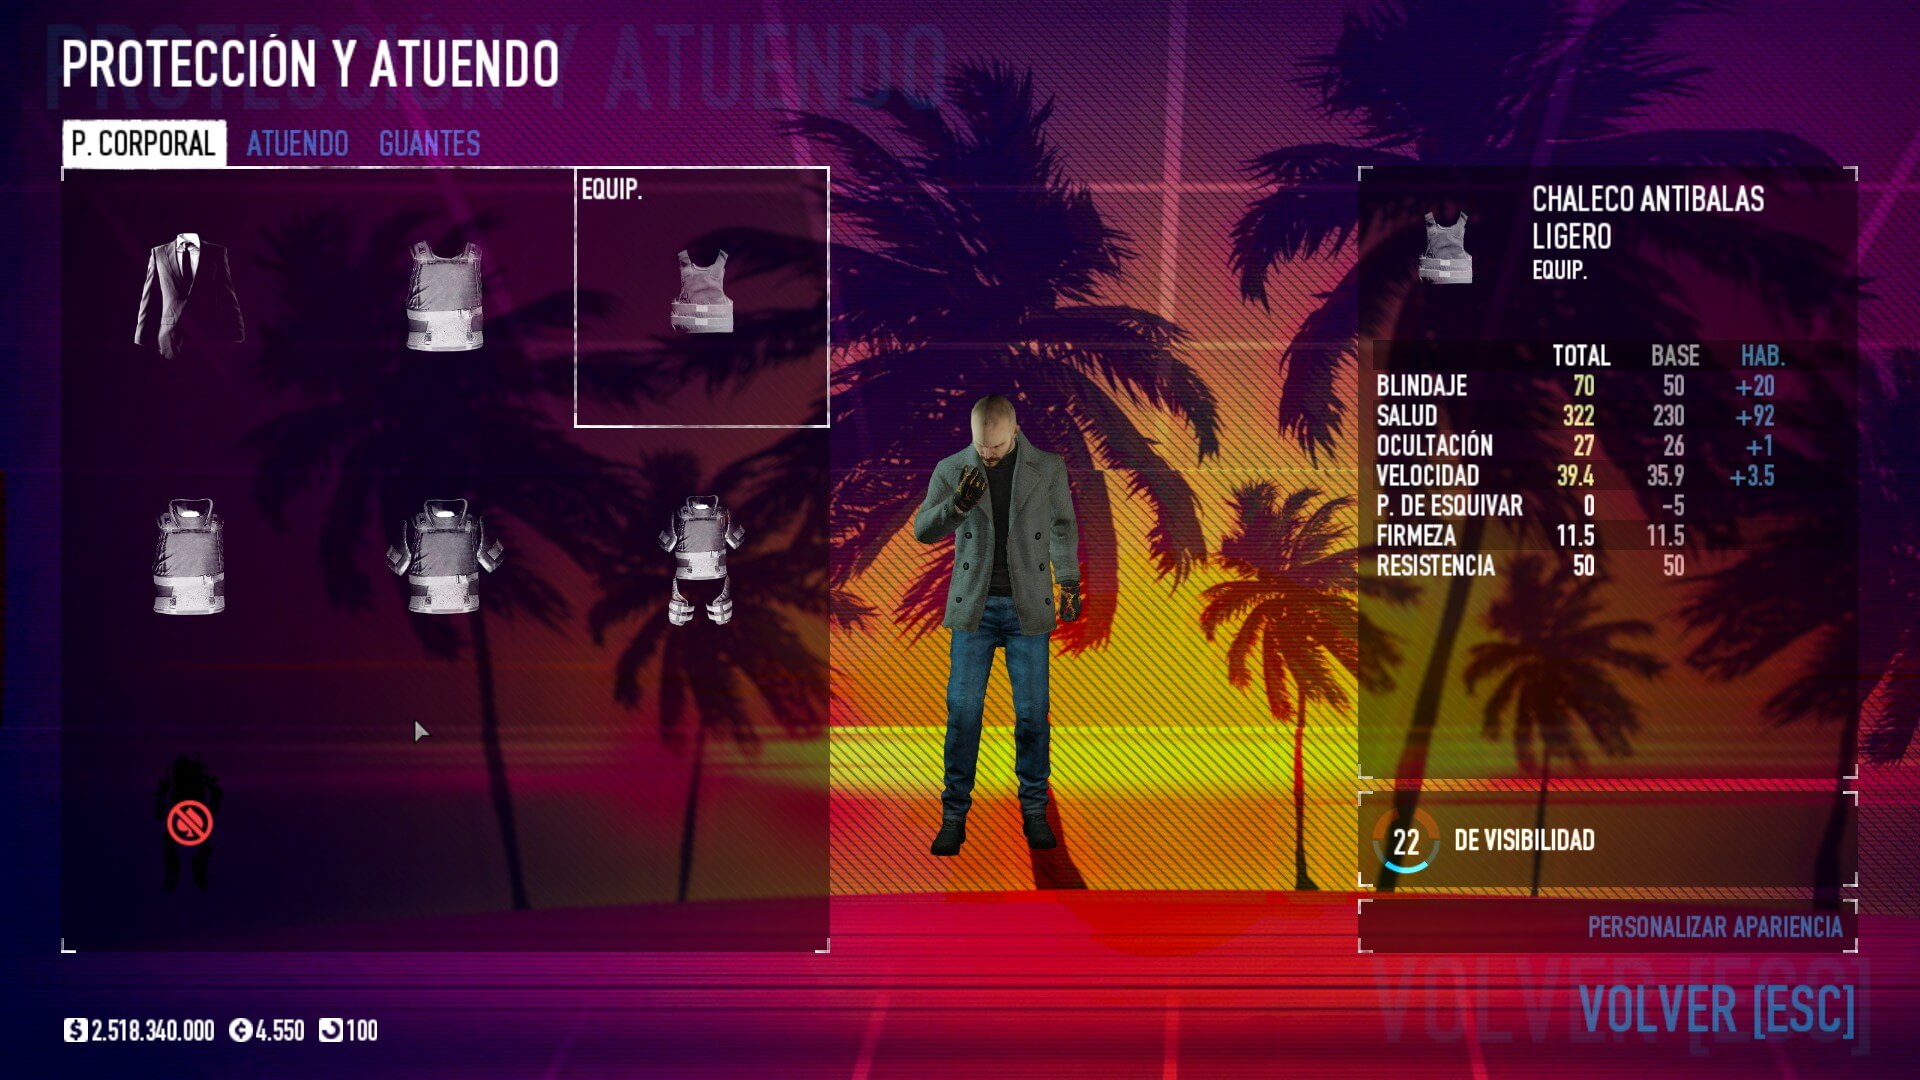 PROTECCIÓN Y ATUENDO
P. CORPORAL ATUENDO GUANTES
EQUIP.
CHALECO ANTIBALAS
LIGERO
EQUIP.
TOTAL BASE HAB.
BLINDAJE 70 50 +20
SALUD 322 230 +92
OCULTACIÓN 27 26 +1
VELOCIDAD 39.4 35.9 +3.5
P. DE ESQUIVAR 0 -5
FIRMEZA 11.5 11.5
RESISTENCIA 50 50
22 DE VISIBILIDAD
PERSONALIZAR APARIENCIA
VOLVER [ESC]
$ 2.518.340.000 4.550 100